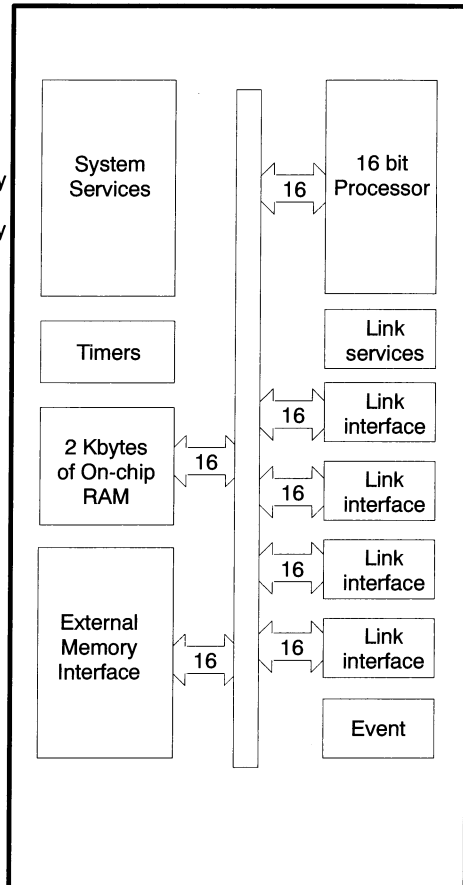 y
y
System
Services
Timers
2 Kbytes
of On-chip
RAM
External
Memory
Interface
16
16
16
16
16
16
16
16 bit
Processor
Link
services
Link
interface
Link
interface
Link
interface
Link
interface
Event